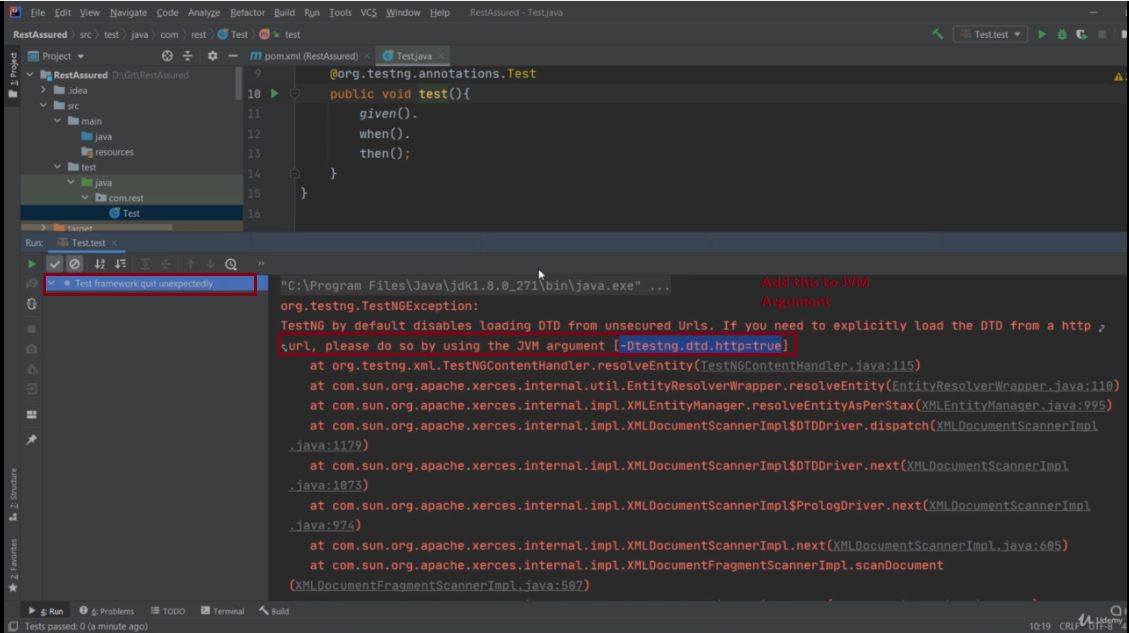 File Edit View Navigate Code Analyze Refactor Build Run Tools VCS Window Help RestAssured - Test.java
RestAssured src test java com rest Test test Test.test
Project pom.xml (RestAssured) Test.java
1: Project
RestAssured D:\Git\RestAssured
.idea
src
main
java
resources
test
java
com.rest
Test
target
9 @org.testng.annotations.Test
10 public void test(){
11 given().
12 when().
13 then();
14 }
15 }
16
Run: Test.test
Test framework quit unexpectedly
"C:\Program Files\Java\jdk1.8.0_271\bin\java.exe" ...
Add this to JVM
Argument
org.testng.TestNGException:
TestNG by default disables loading DTD from unsecured Urls. If you need to explicitly load the DTD from a http
url, please do so by using the JVM argument [-Dtestng.dtd.http=true]
at org.testng.xml.TestNGContentHandler.resolveEntity(TestNGContentHandler.java:115)
at com.sun.org.apache.xerces.internal.util.EntityResolverWrapper.resolveEntity(EntityResolverWrapper.java:110)
at com.sun.org.apache.xerces.internal.impl.XMLEntityManager.resolveEntityAsPerStax(XMLEntityManager.java:995)
at com.sun.org.apache.xerces.internal.impl.XMLDocumentScannerImpl$DTDDriver.dispatch(XMLDocumentScannerImpl
.java:1179)
at com.sun.org.apache.xerces.internal.impl.XMLDocumentScannerImpl$DTDDriver.next(XMLDocumentScannerImpl
.java:1073)
at com.sun.org.apache.xerces.internal.impl.XMLDocumentScannerImpl$PrologDriver.next(XMLDocumentScannerImpl
.java:974)
at com.sun.org.apache.xerces.internal.impl.XMLDocumentScannerImpl.next(XMLDocumentScannerImpl.java:605)
at com.sun.org.apache.xerces.internal.impl.XMLDocumentFragmentScannerImpl.scanDocument
(XMLDocumentFragmentScannerImpl.java:507)
Z: Structure
2: Favorites
4: Run 6: Problems TODO Terminal Build
Tests passed: 0 (a minute ago) 10:19 CRLF UTF-8 4
Udemy